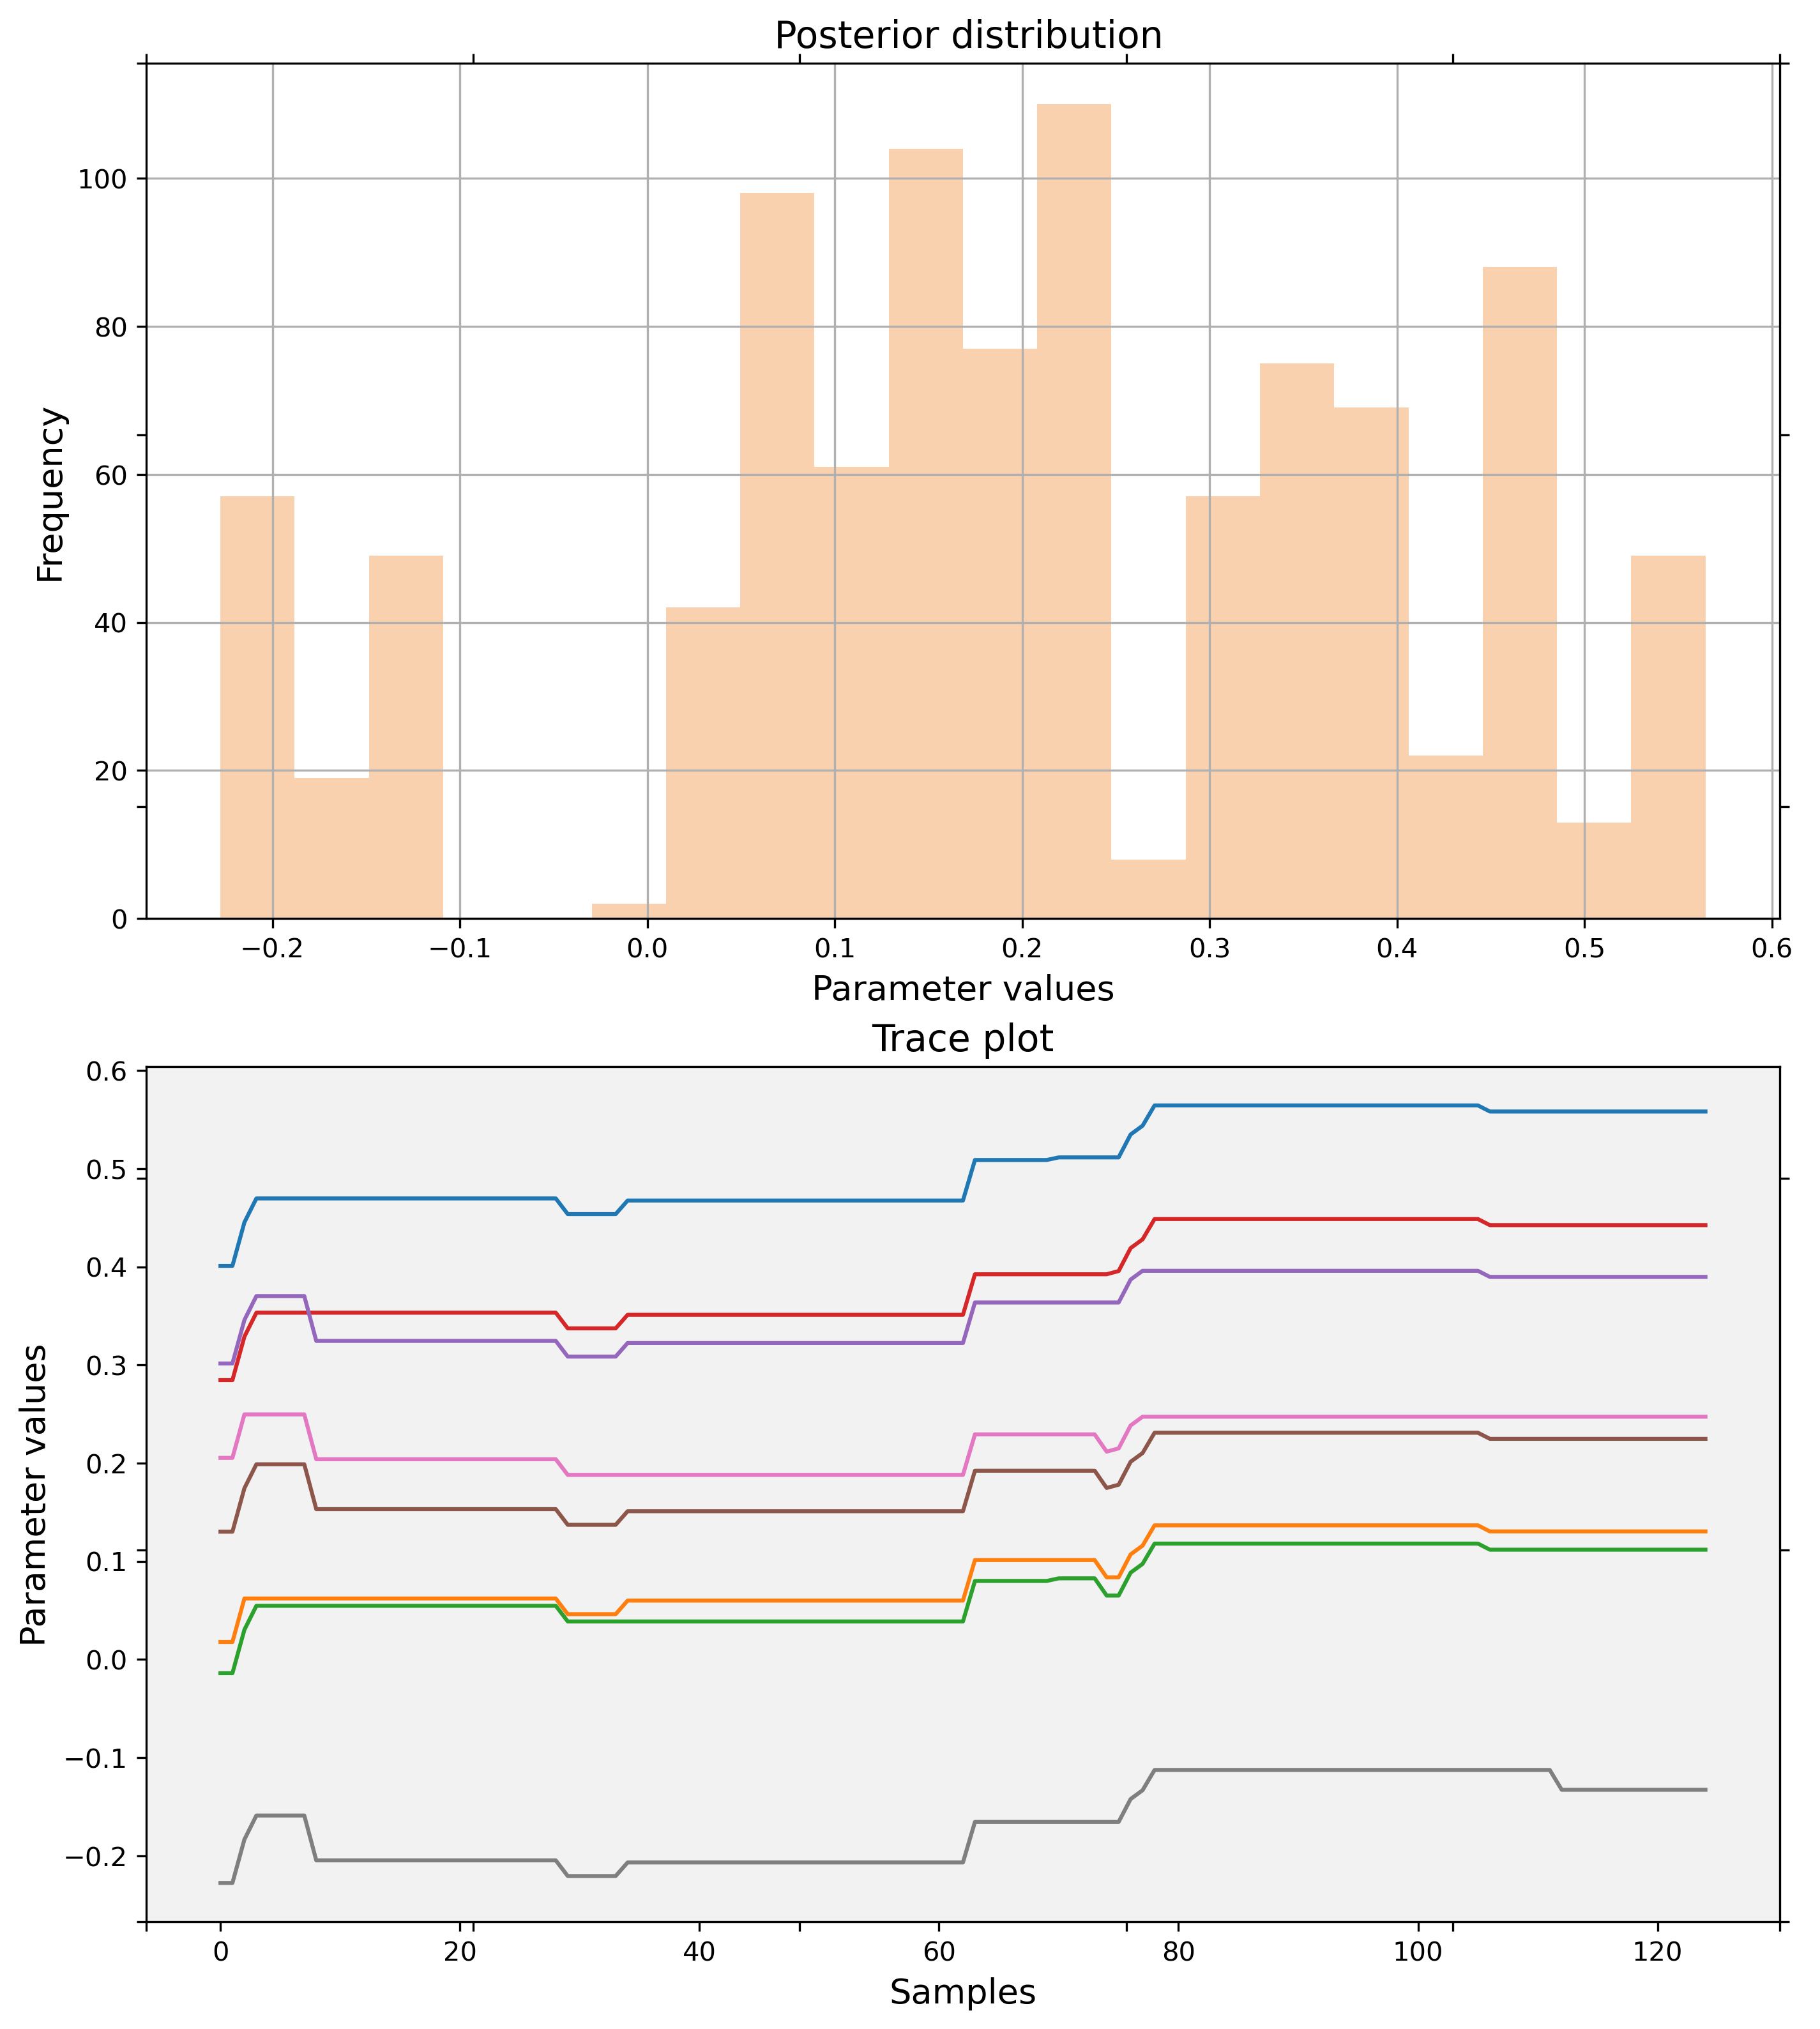 Posterior distribution
100
80
60
40
20
0
Frequency
−0.2 −0.1 0.0 0.1 0.2 0.3 0.4 0.5 0.6
Parameter values
Trace plot
0.6
0.5
0.4
0.3
0.2
0.1
0.0
−0.1
−0.2
Parameter values
0 20 40 60 80 100 120
Samples